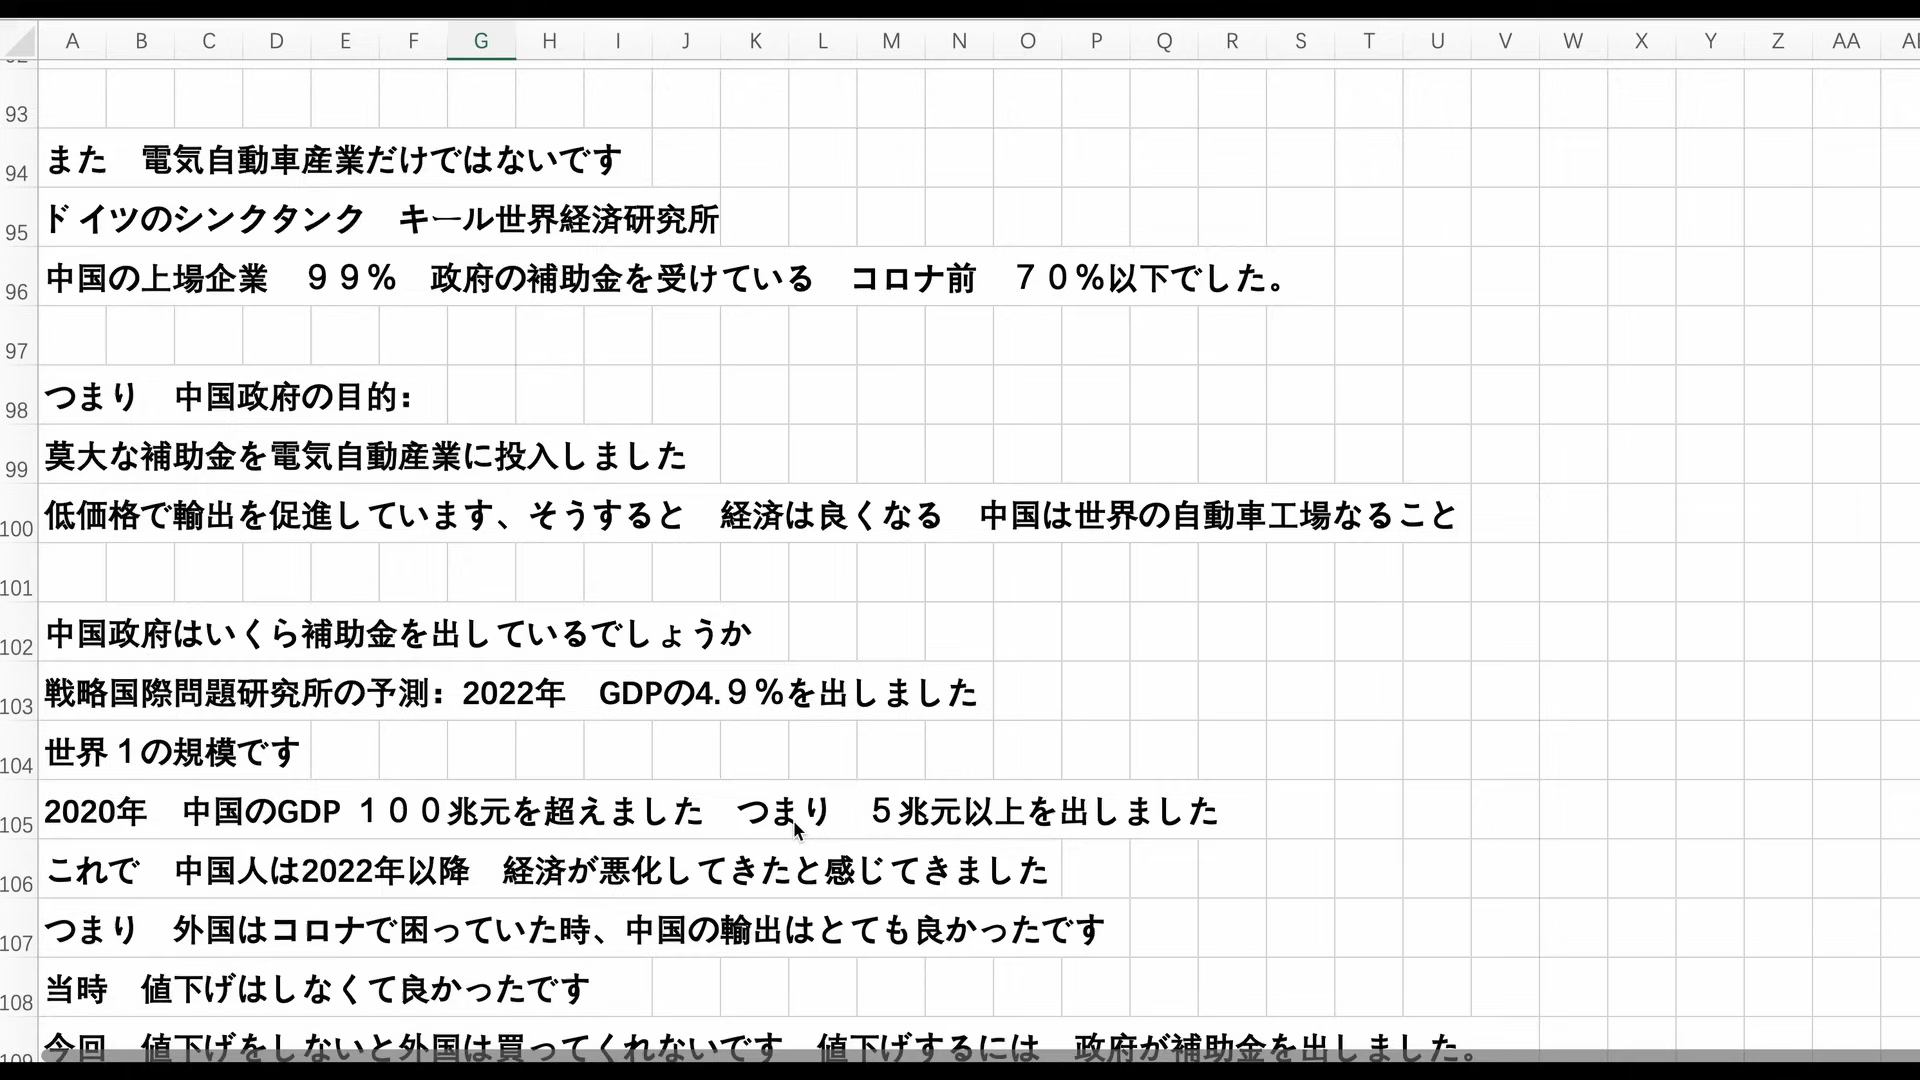 A B C D E F G H I J K L M N O P Q R S T U V W X Y Z AA
93
94 また　電気自動車産業だけではないです
95 ドイツのシンクタンク　キール世界経済研究所
96 中国の上場企業　９９％　政府の補助金を受けている　コロナ前　７０％以下でした。
97
98 つまり　中国政府の目的：
99 莫大な補助金を電気自動産業に投入しました
100 低価格で輸出を促進しています、そうすると　経済は良くなる　中国は世界の自動車工場なること
101
102 中国政府はいくら補助金を出しているでしょうか
103 戦略国際問題研究所の予測：2022年　GDPの4.９％を出しました
104 世界１の規模です
105 2020年　中国のGDP １００兆元を超えました　つまり　５兆元以上を出しました
106 これで　中国人は2022年以降　経済が悪化してきたと感じてきました
107 つまり　外国はコロナで困っていた時、中国の輸出はとても良かったです
108 当時　値下げはしなくて良かったです
109 今回　値下げをしないと外国は買ってくれないです　値下げするには　政府が補助金を出しました。